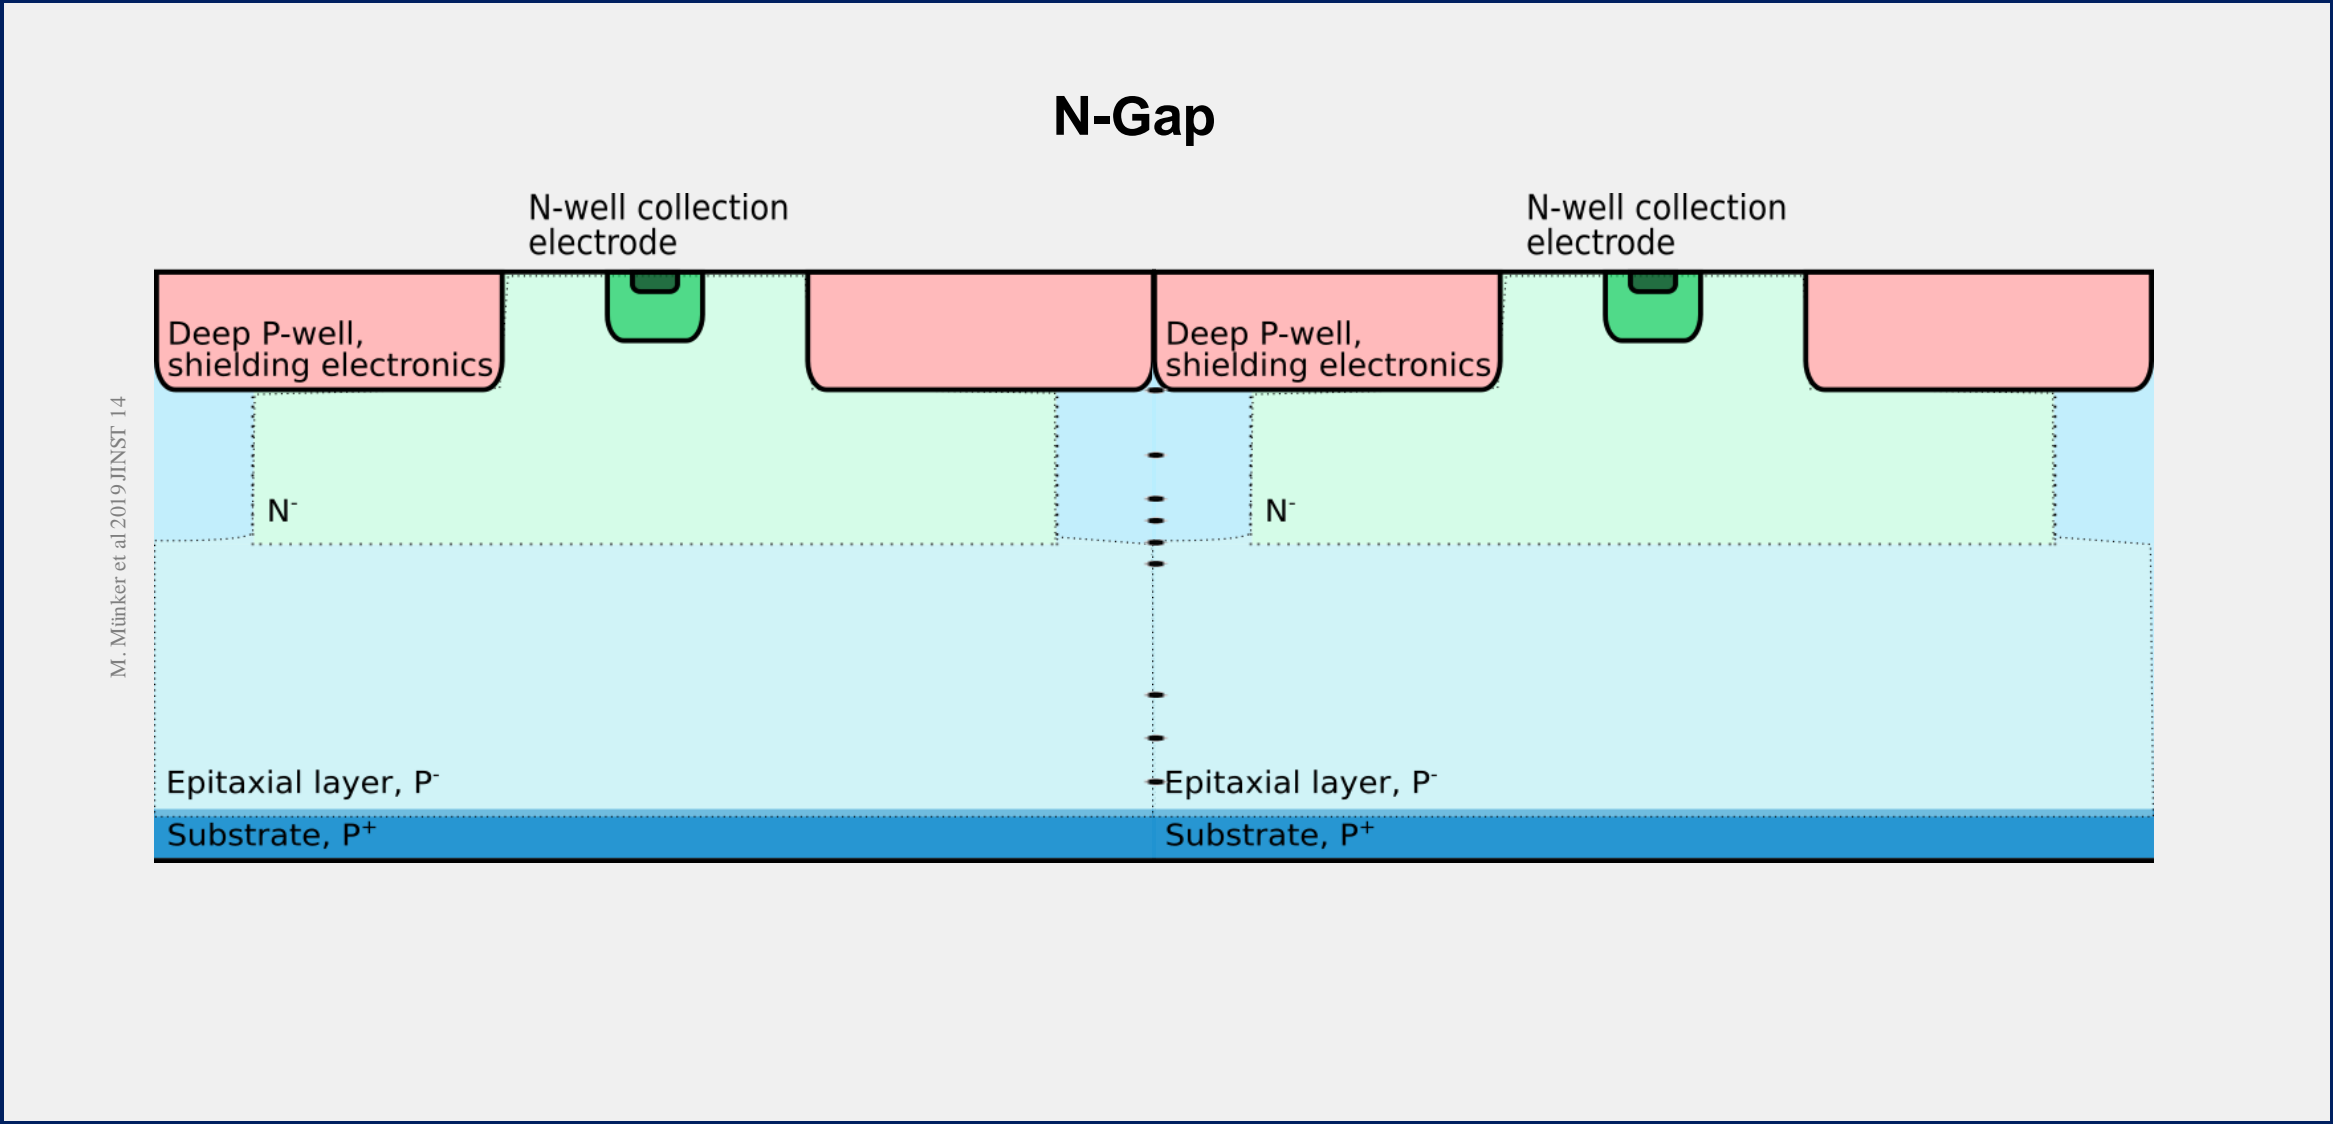 N-Gap
N-well collection
electrode
N-well collection
electrode
Deep P-well,
shielding electronics
Deep P-well,
shielding electronics
M. Münker et al 2019 JINST 14
N-
N-
Epitaxial layer, P-
Epitaxial layer, P-
Substrate, P+
Substrate, P+